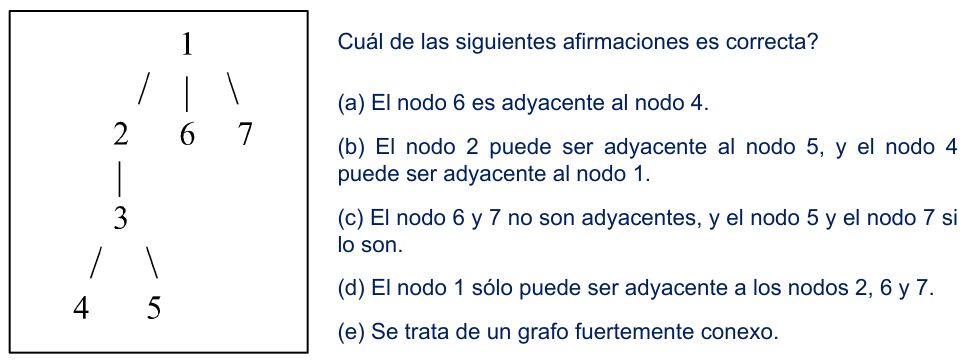 1
2 6 7
3
4 5
Cuál de las siguientes afirmaciones es correcta?
(a) El nodo 6 es adyacente al nodo 4.
(b) El nodo 2 puede ser adyacente al nodo 5, y el nodo 4
puede ser adyacente al nodo 1.
(c) El nodo 6 y 7 no son adyacentes, y el nodo 5 y el nodo 7 si
lo son.
(d) El nodo 1 sólo puede ser adyacente a los nodos 2, 6 y 7.
(e) Se trata de un grafo fuertemente conexo.